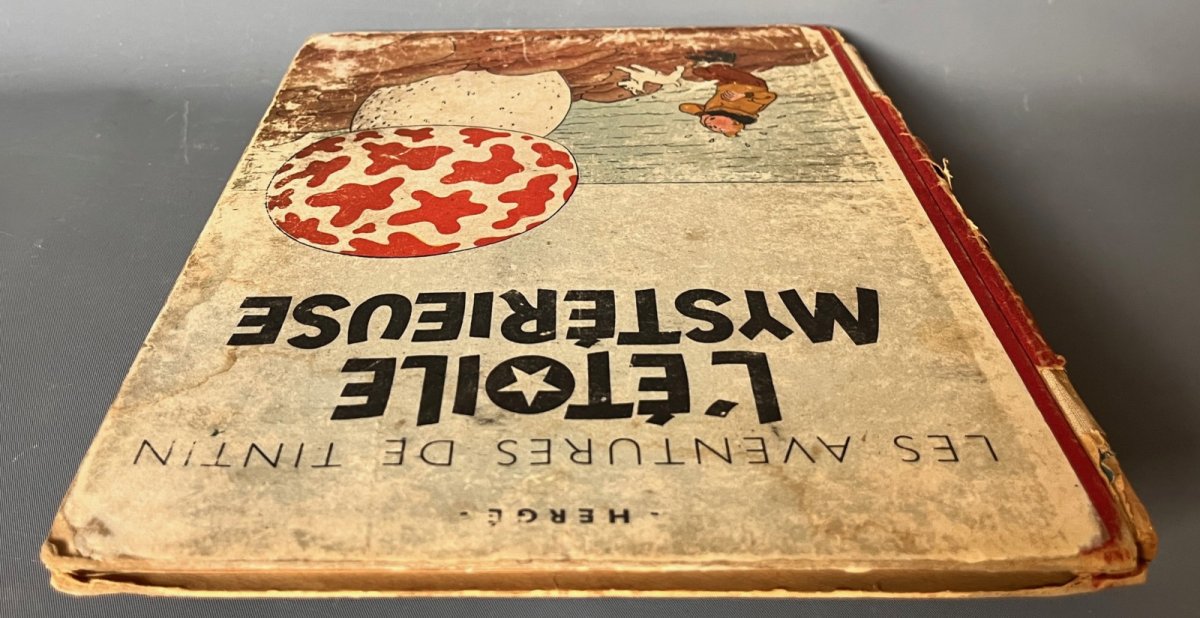 - HERGÉ -
LES AVENTURES DE TINTIN
L'ÉTOILE
MYSTÉRIEUSE